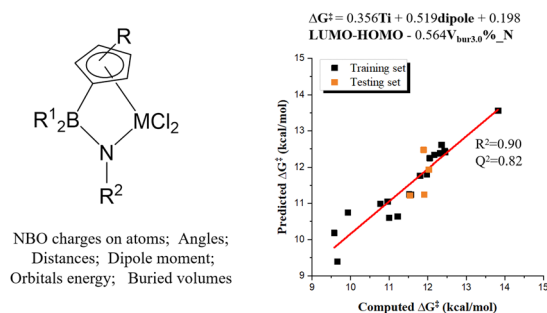 R
R¹₂B
MCl₂
N
R²
NBO charges on atoms; Angles;
Distances; Dipole moment;
Orbitals energy; Buried volumes
ΔG‡ = 0.356Ti + 0.519dipole + 0.198
LUMO-HOMO - 0.564Vbur3.0%_N
15
14
13
12
11
10
9
Training set
Testing set
R²=0.90
Q²=0.82
9 10 11 12 13 14 15
Predicted ΔG‡ (kcal/mol)
Computed ΔG‡ (kcal/mol)